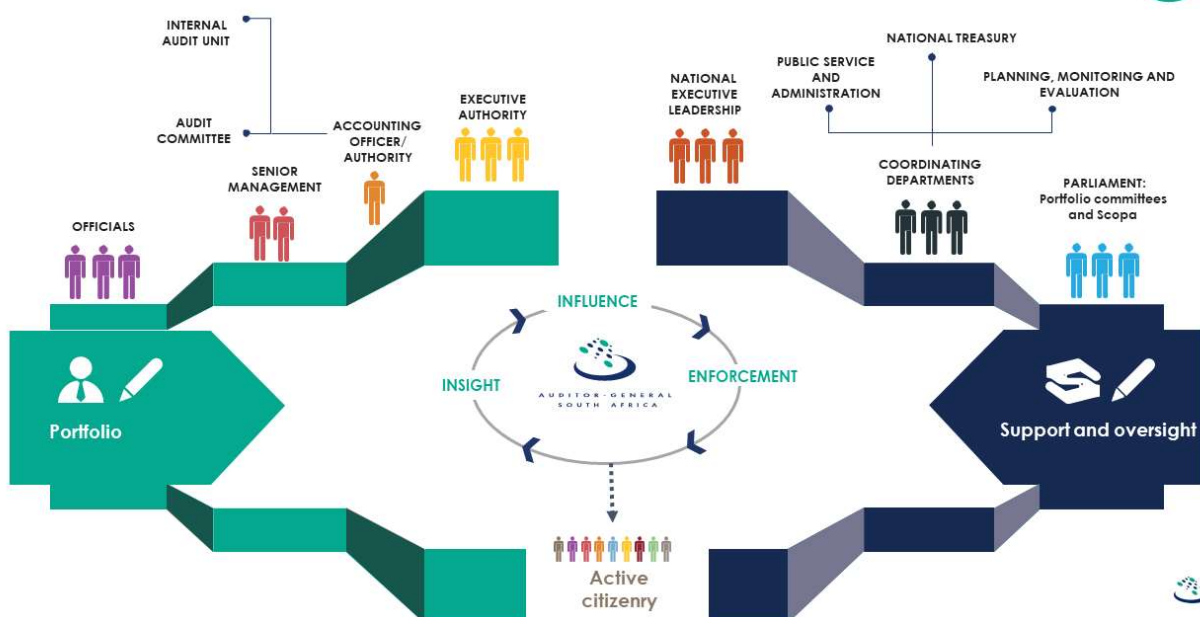 INTERNAL
AUDIT UNIT
AUDIT
COMMITTEE
ACCOUNTING
OFFICER/
AUTHORITY
EXECUTIVE
AUTHORITY
SENIOR
MANAGEMENT
OFFICIALS
NATIONAL
EXECUTIVE
LEADERSHIP
PUBLIC SERVICE
AND
ADMINISTRATION
NATIONAL TREASURY
PLANNING, MONITORING AND
EVALUATION
COORDINATING
DEPARTMENTS
PARLIAMENT:
Portfolio committees
and Scopa
Portfolio
INFLUENCE
INSIGHT
ENFORCEMENT
AUDITOR-GENERAL
SOUTH AFRICA
Support and oversight
Active
citizenry